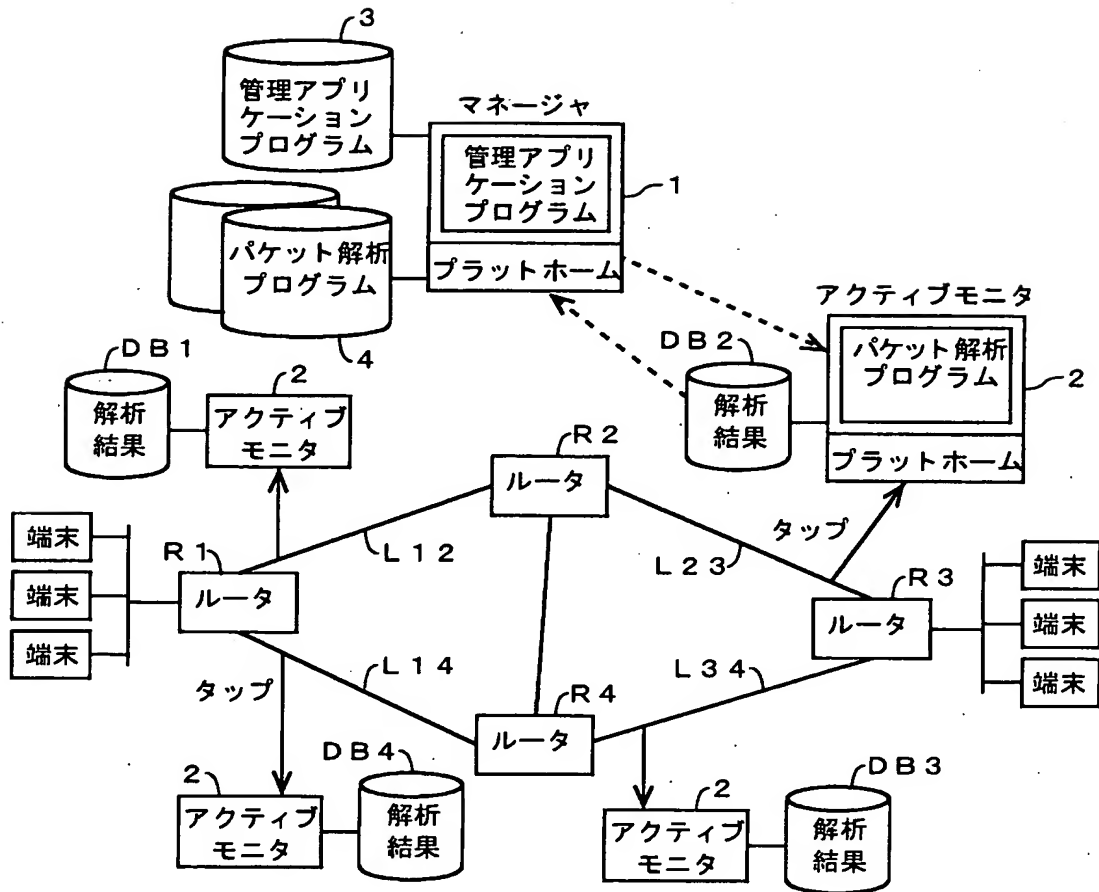 3
管理アプリ
ケーション
プログラム
マネージャ
管理アプリ
ケーション
プログラム
1
プラットホーム
パケット解析
プログラム
4
アクティブモニタ
パケット解析
プログラム
2
プラットホーム
DB1
解析
結果
2
アクティブ
モニタ
DB2
解析
結果
R2
ルータ
タップ
端末
端末
端末
R1
ルータ
L12
L23
R3
ルータ
端末
端末
端末
タップ
L14
R4
ルータ
L34
2
アクティブ
モニタ
DB4
解析
結果
2
アクティブ
モニタ
DB3
解析
結果